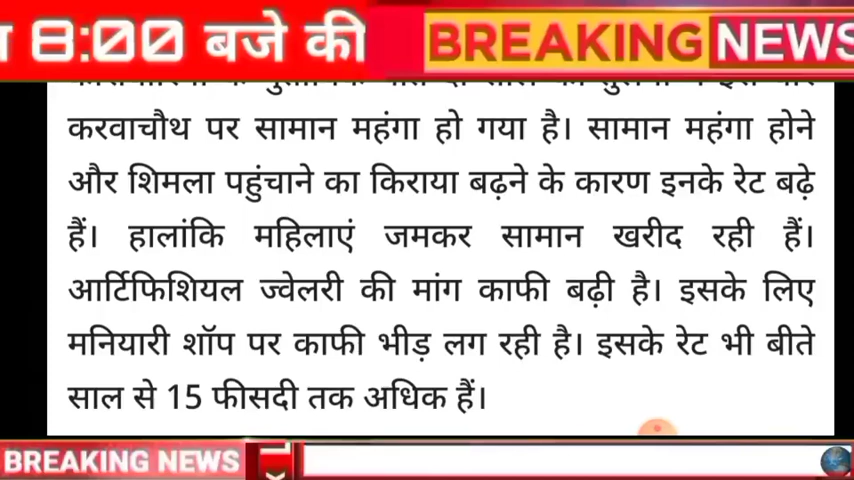 8:00 बजे की
BREAKING NEWS
करवाचौथ पर सामान महंगा हो गया है। सामान महंगा होने
और शिमला पहुंचाने का किराया बढ़ने के कारण इनके रेट बढ़े
हैं। हालांकि महिलाएं जमकर सामान खरीद रही हैं।
आर्टिफिशियल ज्वेलरी की मांग काफी बढ़ी है। इसके लिए
मनियारी शॉप पर काफी भीड़ लग रही है। इसके रेट भी बीते
साल से 15 फीसदी तक अधिक हैं।
BREAKING NEWS